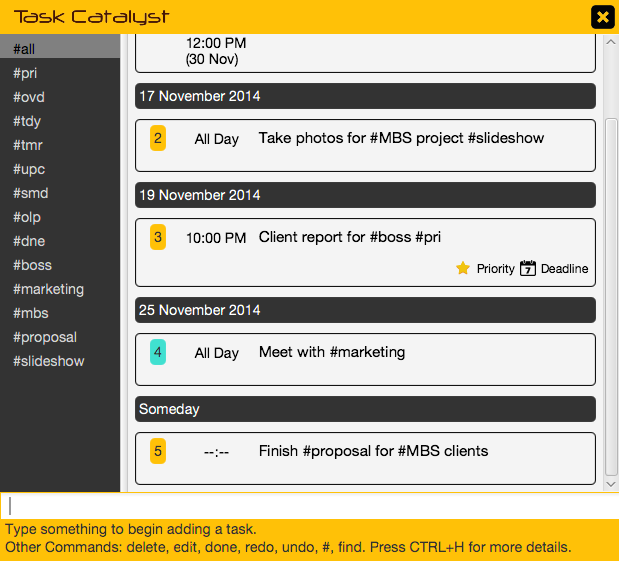 Task Catalyst
#all
#pri
#ovd
#tdy
#tmr
#upc
#smd
#olp
#dne
#boss
#marketing
#mbs
#proposal
#slideshow
12:00 PM
(30 Nov)
17 November 2014
2 All Day Take photos for #MBS project #slideshow
19 November 2014
3 10:00 PM Client report for #boss #pri
Priority 7 Deadline
25 November 2014
4 All Day Meet with #marketing
Someday
5 --:-- Finish #proposal for #MBS clients
Type something to begin adding a task.
Other Commands: delete, edit, done, redo, undo, #, find. Press CTRL+H for more details.